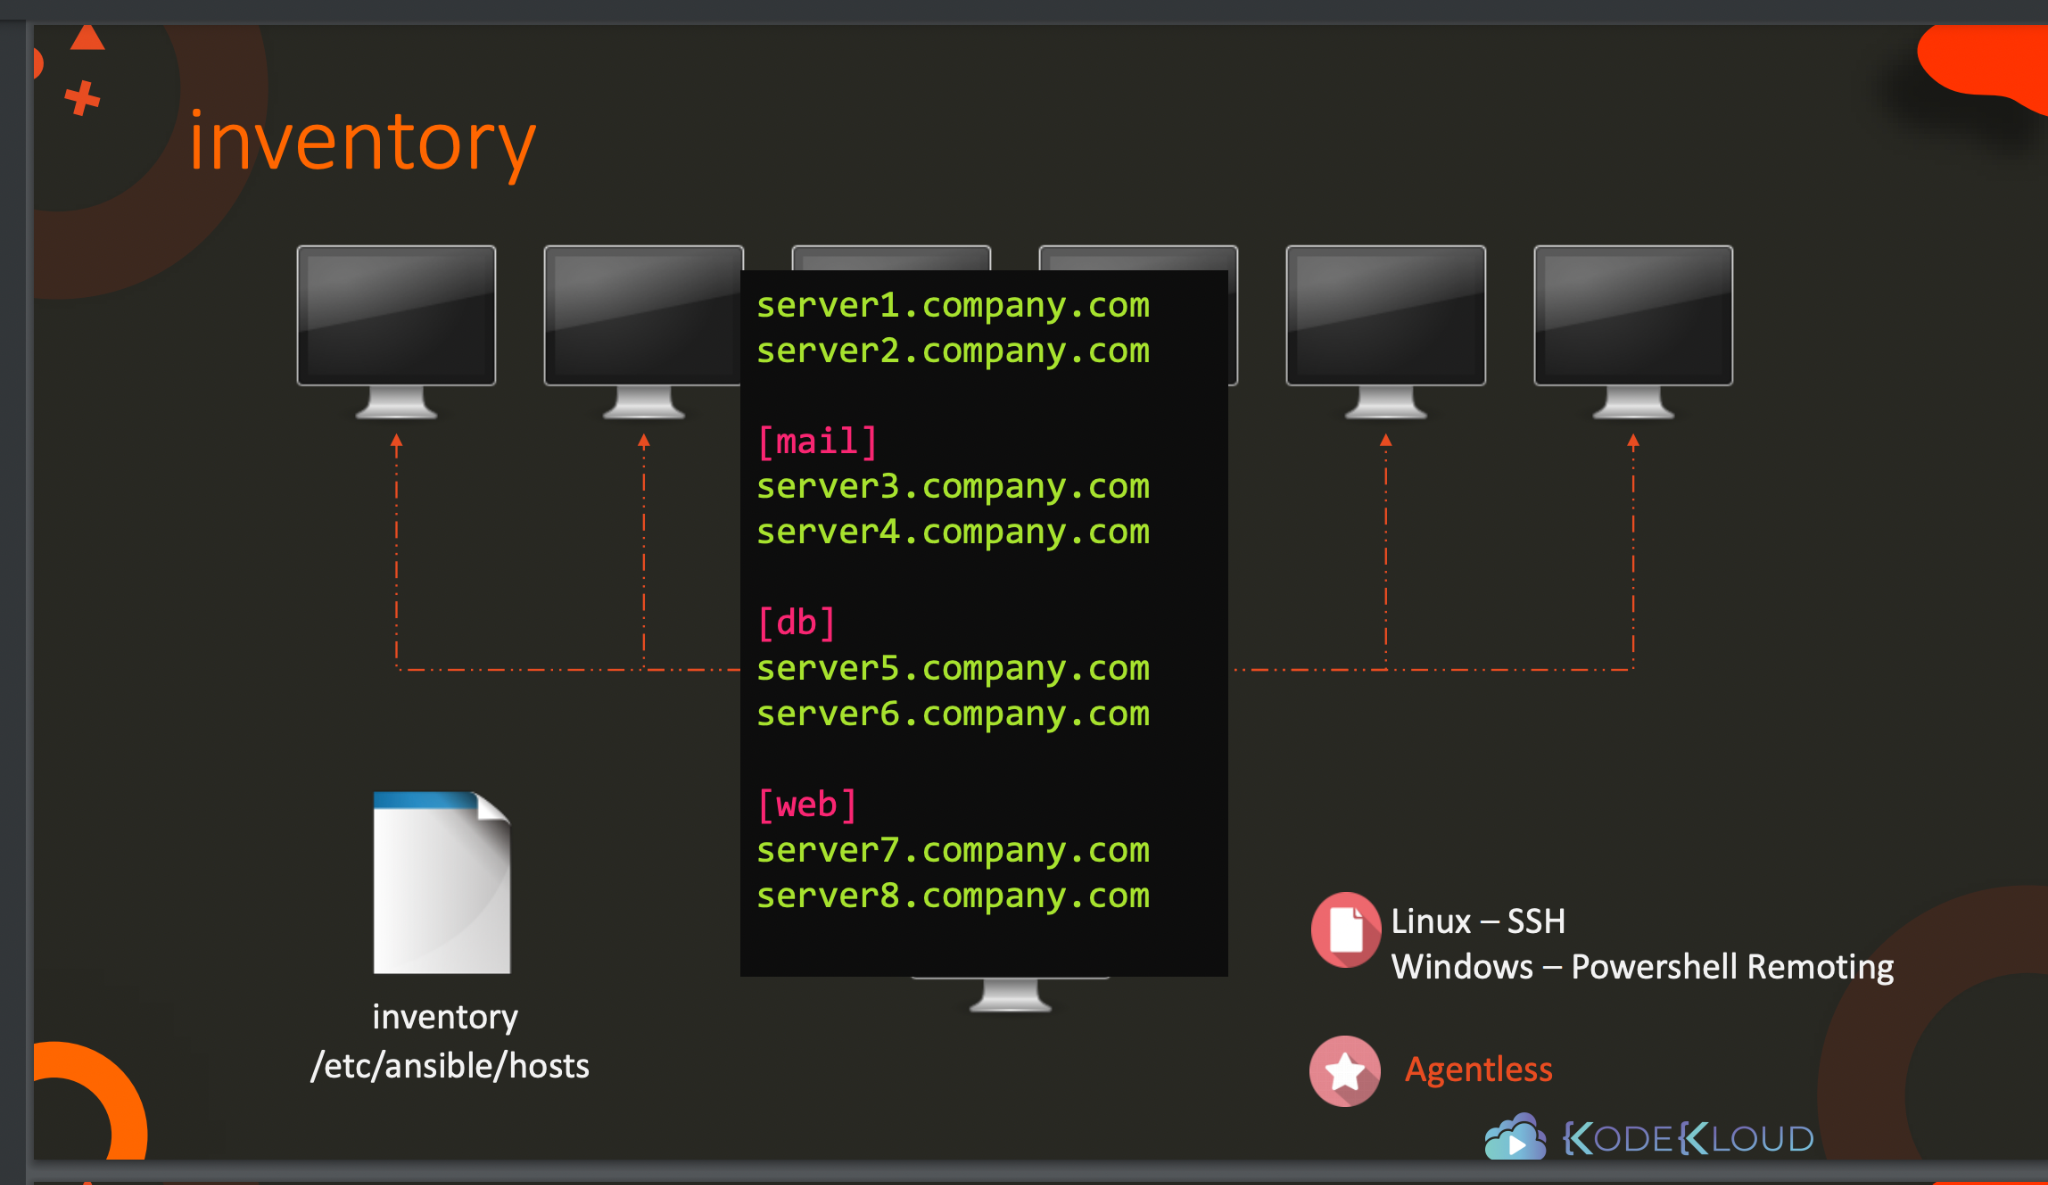 inventory
server1.company.com
server2.company.com
[mail]
server3.company.com
server4.company.com
[db]
server5.company.com
server6.company.com
[web]
server7.company.com
server8.company.com
inventory
/etc/ansible/hosts
Linux – SSH
Windows – Powershell Remoting
Agentless
{KODE{KLOUD